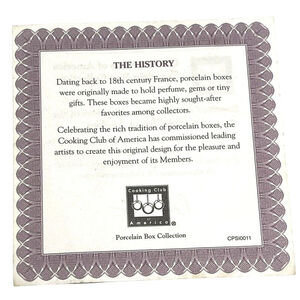 THE HISTORY
Dating back to 18th century France, porcelain boxes
were originally made to hold perfume, gems or tiny
gifts. These boxes became highly sought-after
favorites among collectors.
Celebrating the rich tradition of porcelain boxes, the
Cooking Club of America has commissioned leading
artists to create this original design for the pleasure and
enjoyment of its Members.
Cooking Club
America®
Porcelain Box Collection
CPSI0011